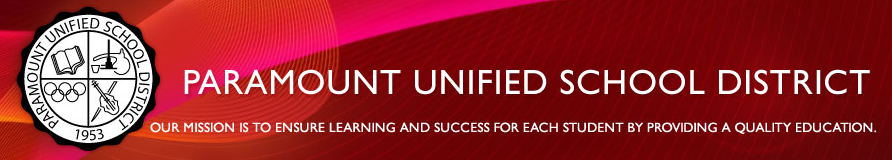 PARAMOUNT UNIFIED SCHOOL DISTRICT
1953
PARAMOUNT UNIFIED SCHOOL DISTRICT
OUR MISSION IS TO ENSURE LEARNING AND SUCCESS FOR EACH STUDENT BY PROVIDING A QUALITY EDUCATION.